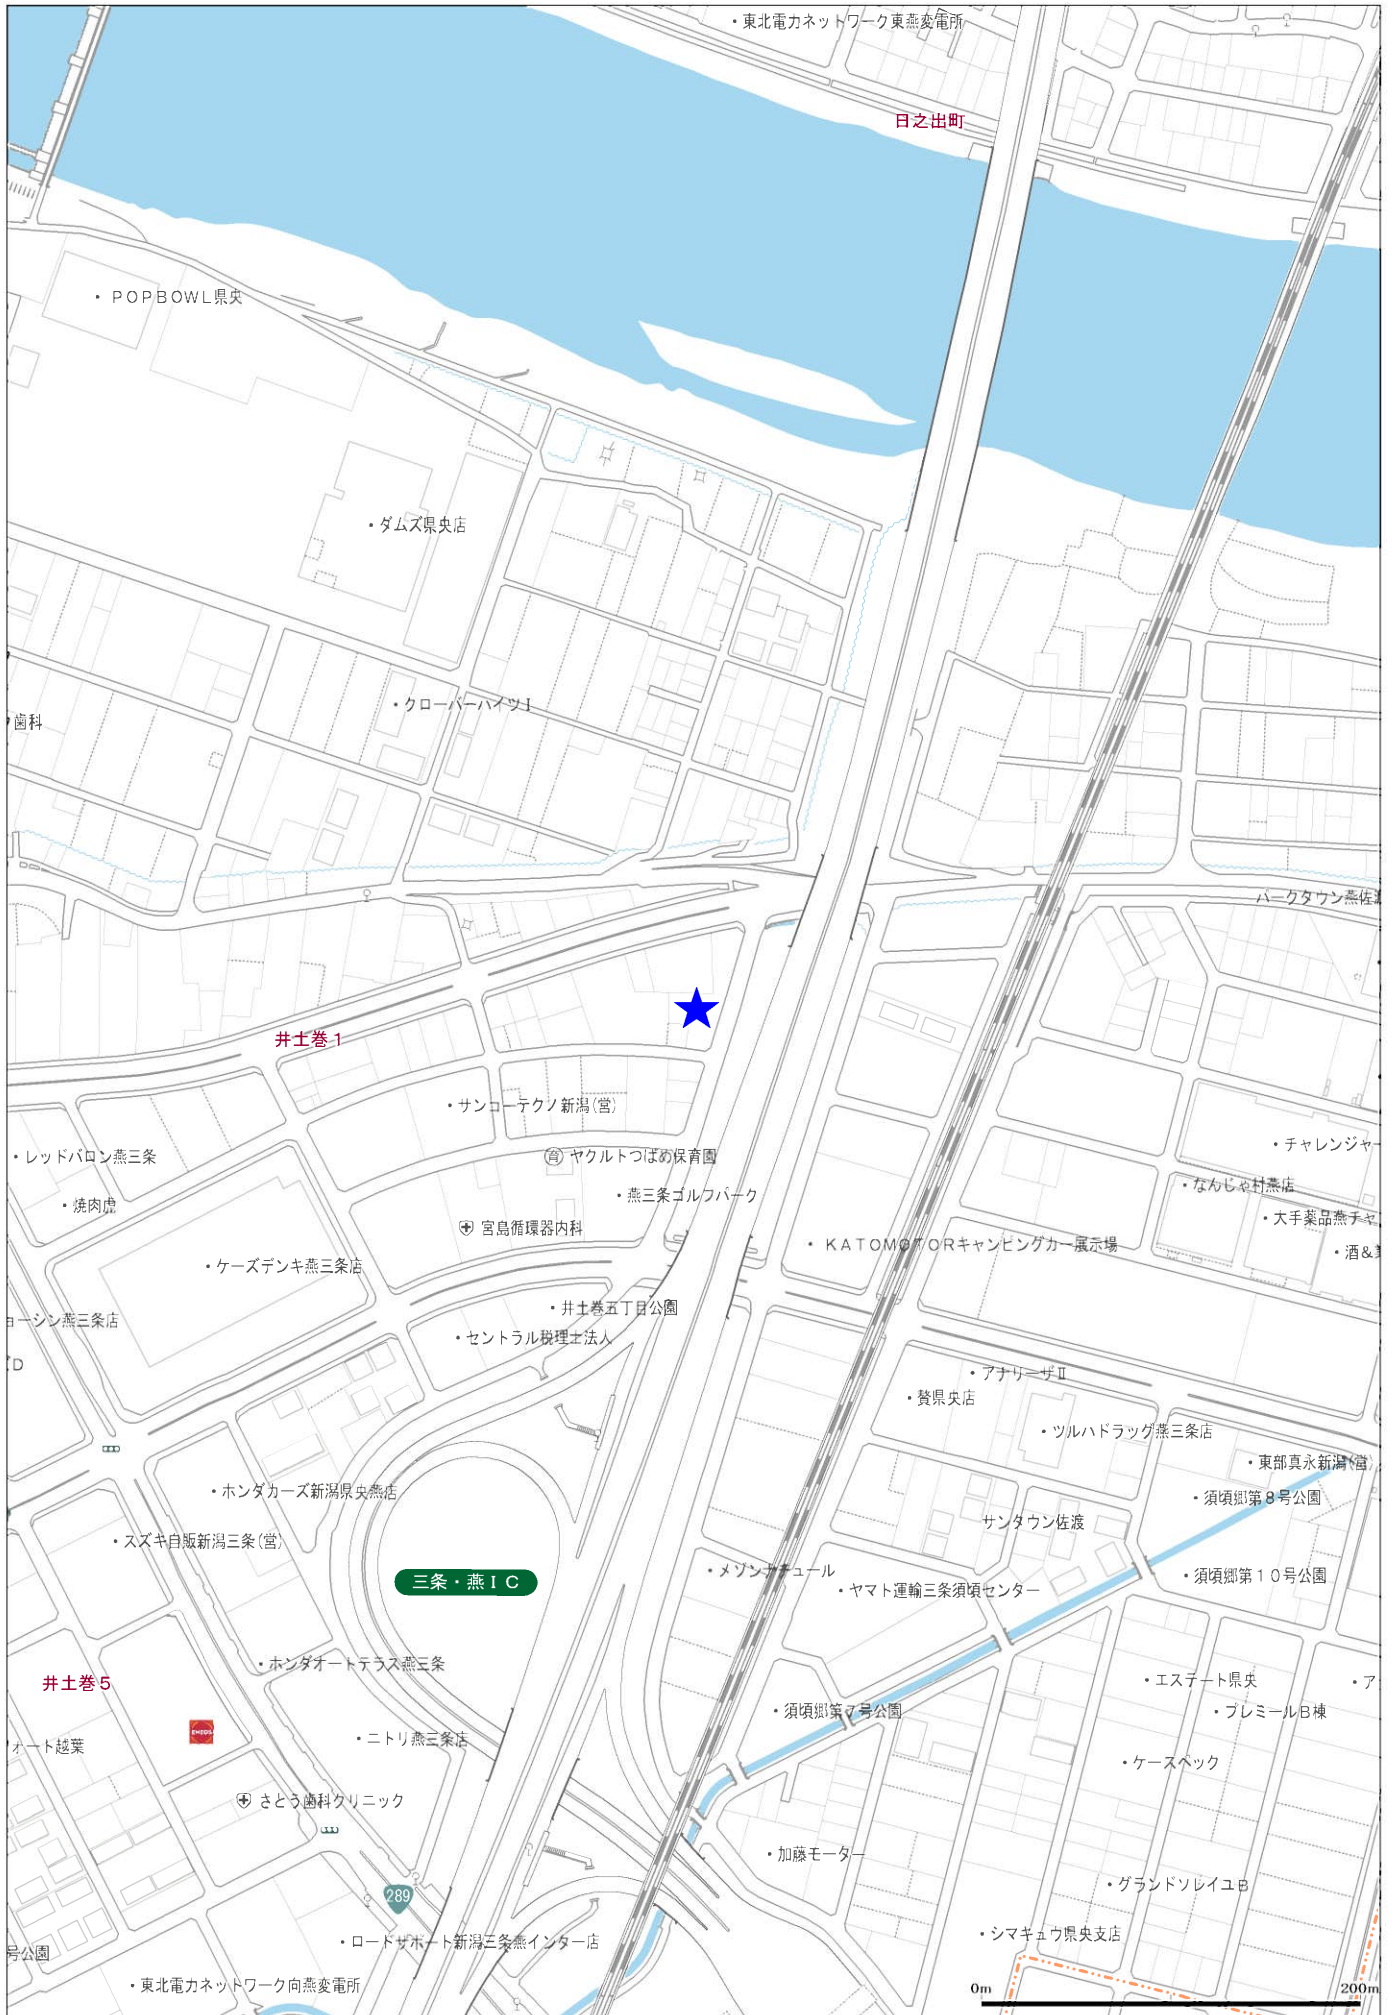 ・東北電力ネットワーク東燕変電所
日之出町
・ＰＯＰＢＯＷＬ県央
・ダムズ県央店
・クローバーハイツⅠ
歯科
パークタウン燕佐渡
井土巻１
・サンコーテクノ新潟(営)
・レッドバロン燕三条
育 ヤクルトつばめ保育園
・チャレンジャー
・焼肉虎
・燕三条ゴルフパーク
・なんじゃ村燕店
宮島循環器内科
・大手薬品燕チャ
・ＫＡＴＯＭＯＴＯＲキャンピングカー展示場
・酒&
・ケーズデンキ燕三条店
・井土巻五丁目公園
ョーシン燕三条店
・セントラル税理士法人
D
・アナリーザⅡ
・贅県央店
・ツルハドラッグ燕三条店
・東部真永新潟(営)
・ホンダカーズ新潟県央燕店
・須頃郷第８号公園
サンタウン佐渡
・スズキ自販新潟三条(営)
・メゾンナチュール
三条・燕ＩＣ
・ヤマト運輸三条須頃センター
・須頃郷第１０号公園
・ホンダオートテラス燕三条
井土巻５
・エステート県央
・ア
・須頃郷第７号公園
・プレミールＢ棟
ENEOS
・ニトリ燕三条店
ォート越葉
・ケースペック
さとう歯科クリニック
・加藤モーター
・グランドソレイユＢ
289
・シマキュウ県央支店
・ロードサポート新潟三条燕インター店
号公園
・東北電力ネットワーク向燕変電所
0m
200m